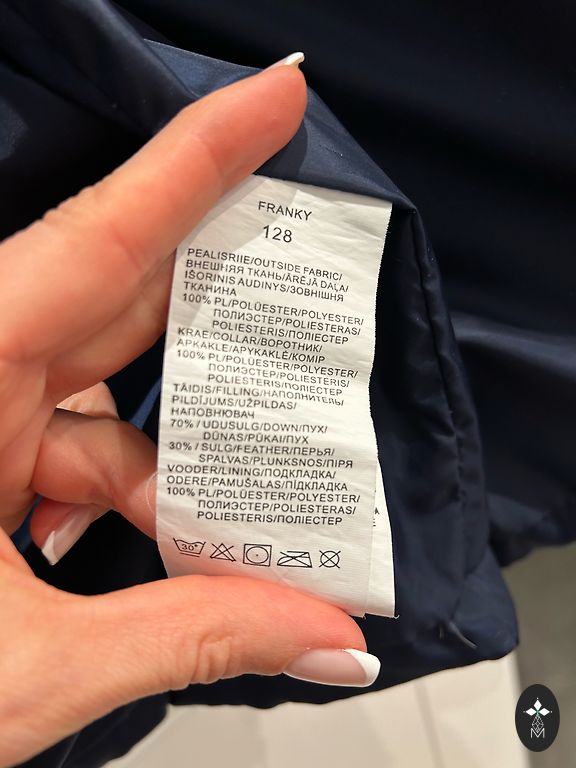 FRANKY
128
PEALISRIIE/OUTSIDE FABRIC/
ВНЕШНЯЯ ТКАНЬ/ĀRĒJĀ DAĻA/
IŠORINIS AUDINYS/ЗОВНІШНЯ
ТКАНИНА
100% PL/POLÜESTER/POLYESTER/
ПОЛИЭСТЕР/POLIESTERAS/
POLIESTERIS/ПОЛІЕСТЕР
KRAE/COLLAR/ВОРОТНИК/
APKAKLE/APYKAKLĖ/КОМІР
100% PL/POLÜESTER/POLYESTER/
ПОЛИЭСТЕР/POLIESTERIS/
POLIESTERIS/ПОЛІЕСТЕР
TÄIDIS/FILLING/НАПОЛНИТЕЛЬ/
PILDĪJUMS/UŽPILDAS/
НАПОВНЮВАЧ
70% / UDUSULG/DOWN/ПУХ/
DŪNAS/PŪKAI/ПУХ
30% / SULG/FEATHER/ПЕРЬЯ/
SPALVAS/PLUNKSNOS/ПІРЯ
VOODER/LINING/ПОДКЛАДКА/
ODERE/PAMUŠALAS/ПІДКЛАДКА
100% PL/POLÜESTER/POLYESTER/
ПОЛИЭСТЕР/POLIESTERAS/
POLIESTERIS/ПОЛІЕСТЕР
30°